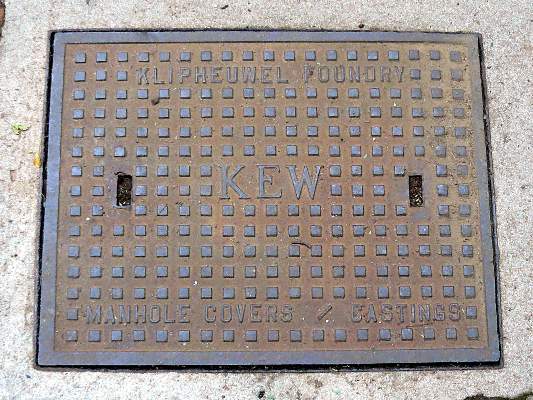 KLIPHEUWEL FOUNDRY
KEW
MANHOLE COVERS / CASTINGS